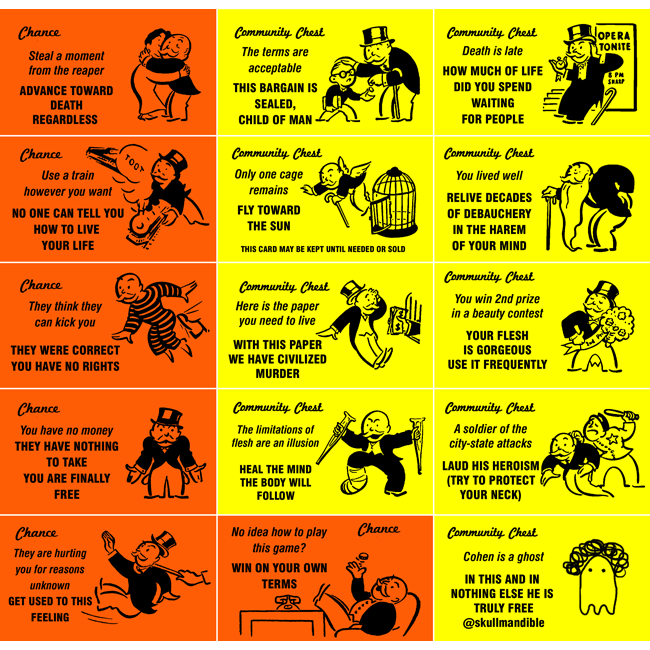 Chance
Steal a moment
from the reaper
ADVANCE TOWARD
DEATH
REGARDLESS
Community Chest
The terms are
acceptable
THIS BARGAIN IS
SEALED,
CHILD OF MAN
Community Chest
Death is late
HOW MUCH OF LIFE
DID YOU SPEND
WAITING
FOR PEOPLE
OPERA
TONITE
8 PM
SHARP
Chance
Use a train
however you want
NO ONE CAN TELL YOU
HOW TO LIVE
YOUR LIFE
TOOT
Community Chest
Only one cage
remains
FLY TOWARD
THE SUN
THIS CARD MAY BE KEPT UNTIL NEEDED OR SOLD
Community Chest
You lived well
RELIVE DECADES
OF DEBAUCHERY
IN THE HAREM
OF YOUR MIND
Chance
They think they
can kick you
THEY WERE CORRECT
YOU HAVE NO RIGHTS
Community Chest
Here is the paper
you need to live
WITH THIS PAPER
WE HAVE CIVILIZED
MURDER
Community Chest
You win 2nd prize
in a beauty contest
YOUR FLESH
IS GORGEOUS
USE IT FREQUENTLY
Chance
You have no money
THEY HAVE NOTHING
TO TAKE
YOU ARE FINALLY
FREE
Community Chest
The limitations of
flesh are an illusion
HEAL THE MIND
THE BODY WILL
FOLLOW
Community Chest
A soldier of the
city-state attacks
LAUD HIS HEROISM
(TRY TO PROTECT
YOUR NECK)
Chance
They are hurting
you for reasons
unknown
GET USED TO THIS
FEELING
Chance
No idea how to play
this game?
WIN ON YOUR OWN
TERMS
Community Chest
Cohen is a ghost
IN THIS AND IN
NOTHING ELSE HE IS
TRULY FREE
@skullmandible